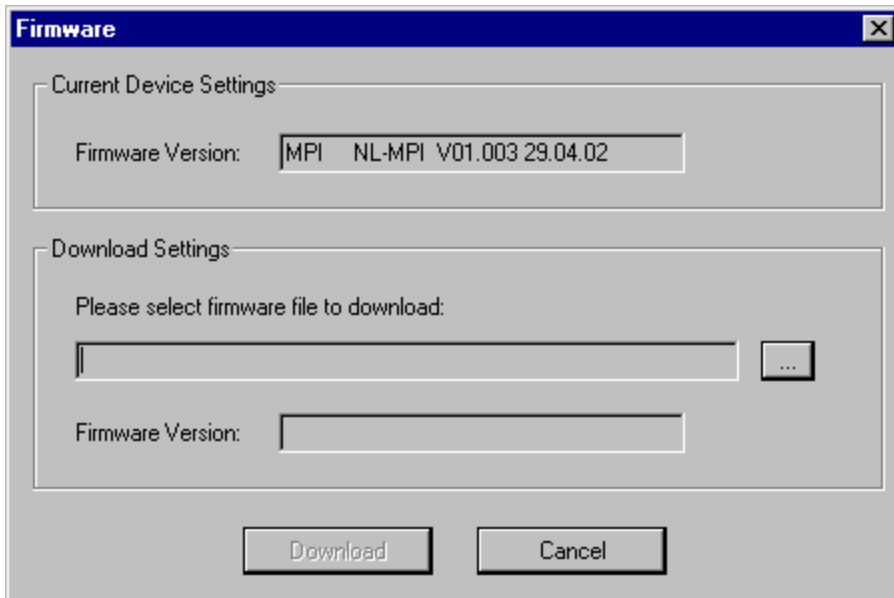 Firmware
Current Device Settings
Firmware Version: MPI NL-MPI V01.003 29.04.02
Download Settings
Please select firmware file to download:
...
Firmware Version:
Download Cancel